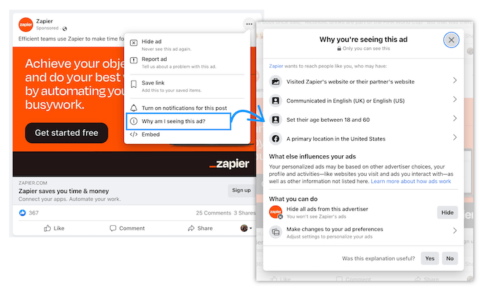 zapier
Zapier
Sponsored
Efficient teams use Zapier to make time fo
Achieve your obje
and do your best
by automating you
busywork.
Get started free
zapier
ZAPIER.COM
Zapier saves you time & money
Connect your apps. Automate your work.
Sign up
367
25 Comments 3 Shares
Like
Comment
Share
Hide ad
Never see this ad again.
Report ad
Tell us about a problem with this ad.
Save link
Add this to your saved items.
Turn on notifications for this post
Why am I seeing this ad?
Embed
Why you're seeing this ad
Only you can see this
Zapier wants to reach people like you, who may have:
Visited Zapier's website or their partner's website
Communicated in English (UK) or English (US)
Set their age between 18 and 60
A primary location in the United States
What else influences your ads
Your personalized ads may be based on other advertiser choices, your
profile and activities—like websites you visit and ads you interact with—as
well as other information not listed here. Learn more about how ads work
What you can do
zapier
Hide all ads from this advertiser
You won't see Zapier's ads
Hide
Make changes to your ad preferences
Adjust settings to personalize your ads
Was this explanation useful?
Yes
No